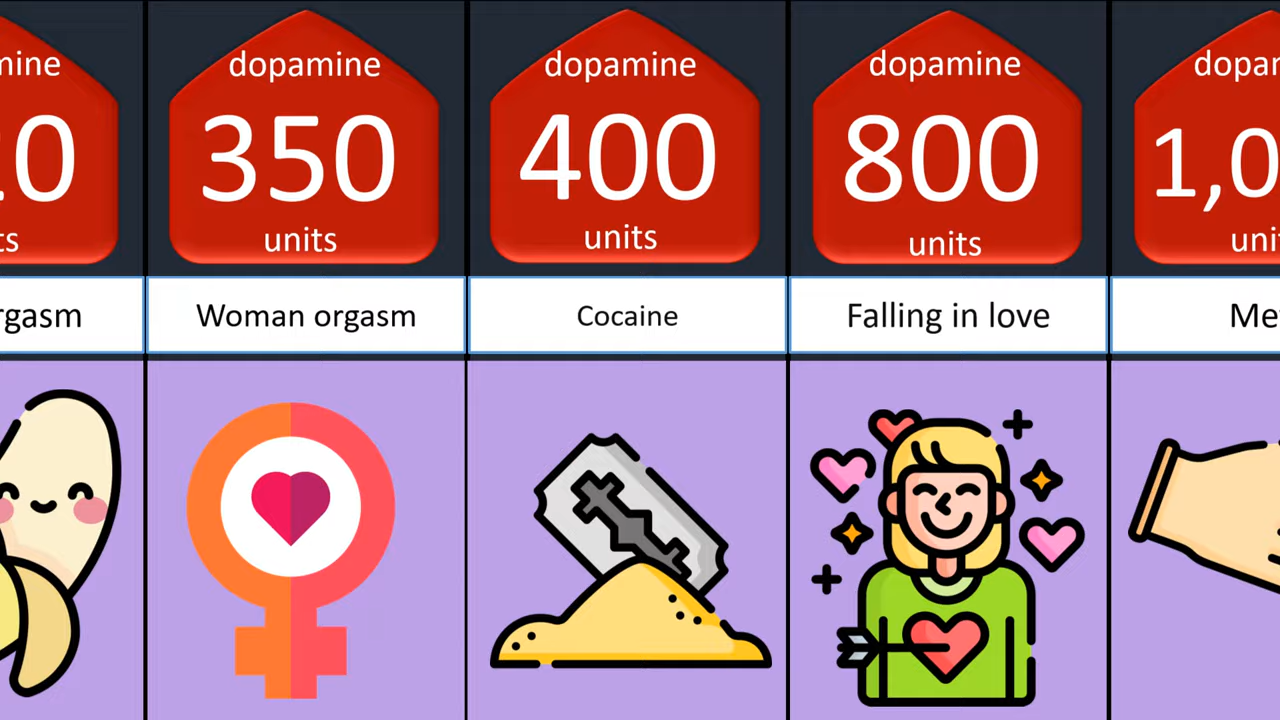 dopamine
350
units
Woman orgasm
dopamine
400
units
Cocaine
dopamine
800
units
Falling in love